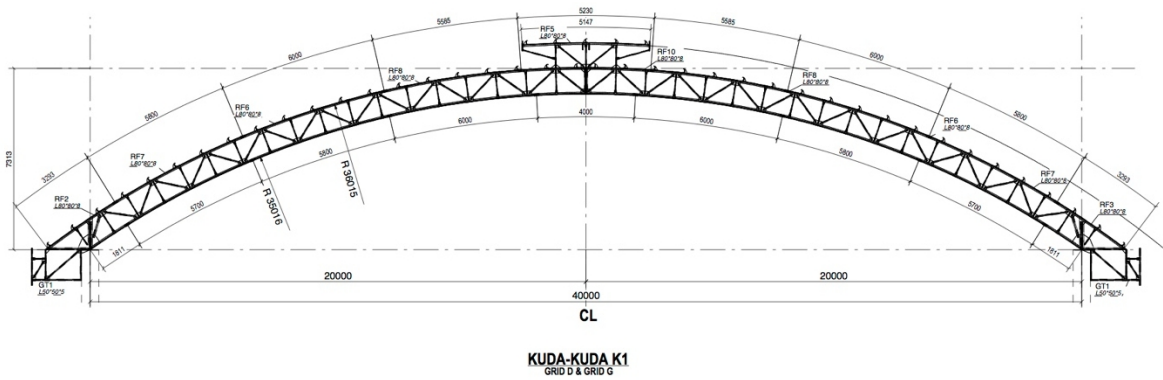 5230
5147
5585
5585
RF5
L80*80*8
RF10
L80*80*8
6000
6000
RF8
L80*80*8
RF8
L80*80*8
5800
5800
RF6
L80*80*8
RF6
L80*80*8
6000
4000
6000
7313
RF7
L80*80*8
RF7
L80*80*8
5800
5800
R 36015
R 35016
3293
3293
RF2
L80*80*8
RF3
L80*80*8
5700
5700
1811
1811
GT1
L50*50*5
GT1
L50*50*5
20000
20000
40000
CL
KUDA-KUDA K1
GRID D & GRID G